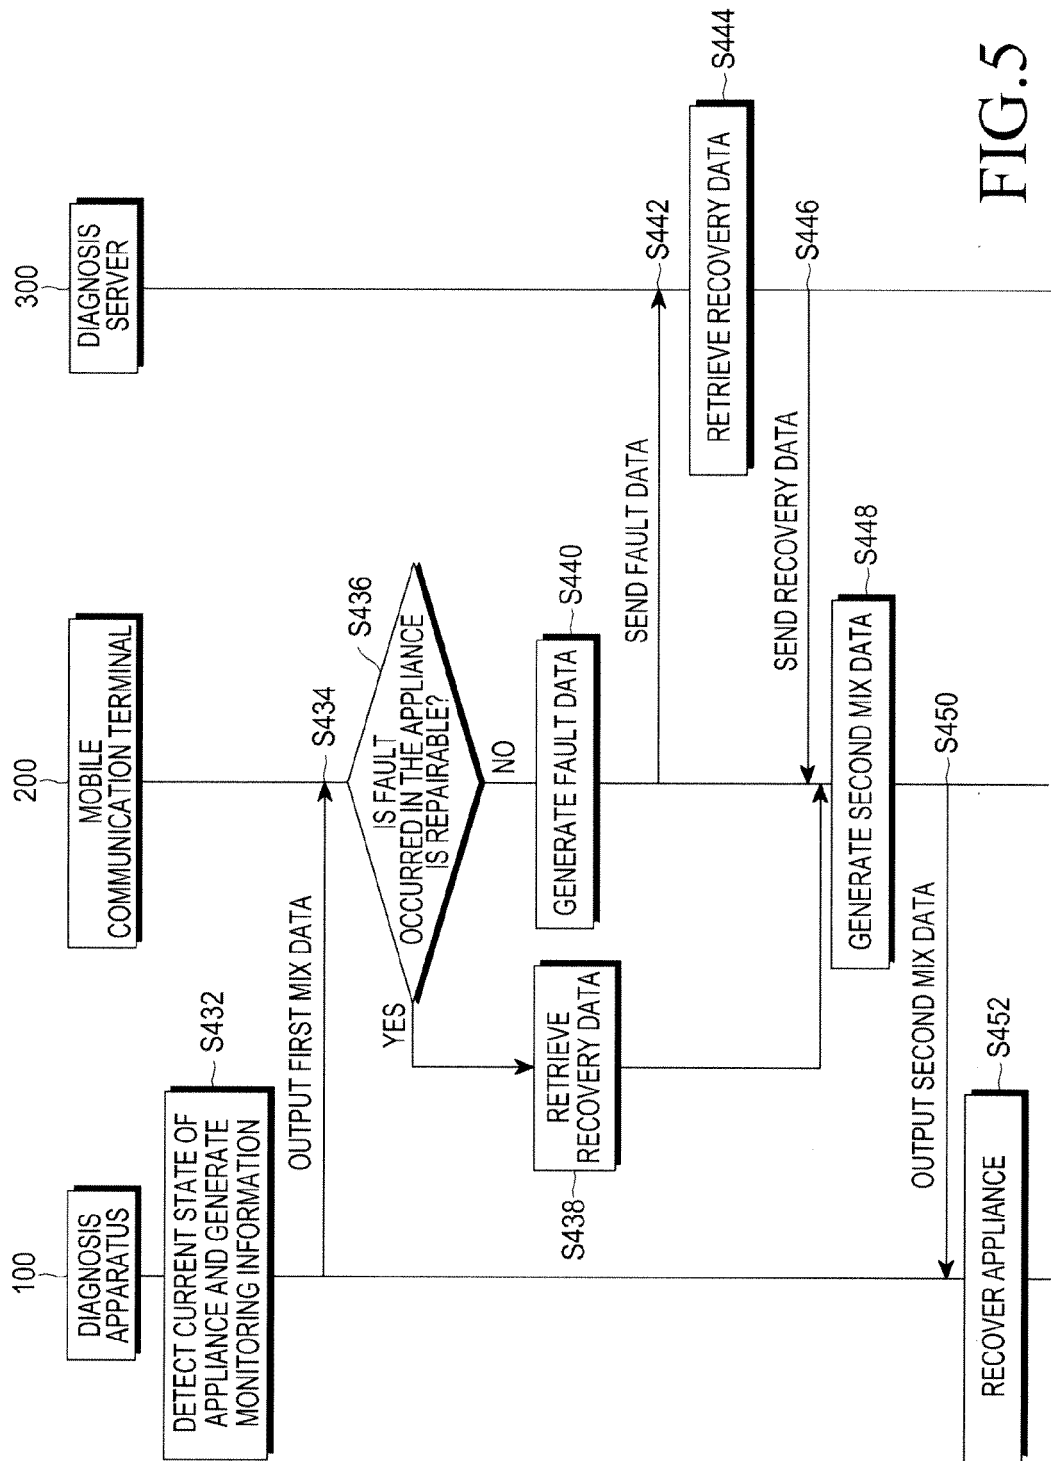 100
200
300
DIAGNOSIS
APPARATUS
MOBILE
COMMUNICATION TERMINAL
DIAGNOSIS
SERVER
DETECT CURRENT STATE OF
APPLIANCE AND GENERATE
MONITORING INFORMATION
S432
OUTPUT FIRST MIX DATA
S434
IS FAULT
OCCURRED IN THE APPLIANCE
IS REPAIRABLE?
S436
YES
NO
RETRIEVE
RECOVERY DATA
S438
GENERATE FAULT DATA
S440
SEND FAULT DATA
S442
RETRIEVE RECOVERY DATA
S444
SEND RECOVERY DATA
S446
GENERATE SECOND MIX DATA
S448
OUTPUT SECOND MIX DATA
S450
RECOVER APPLIANCE
S452
FIG.5